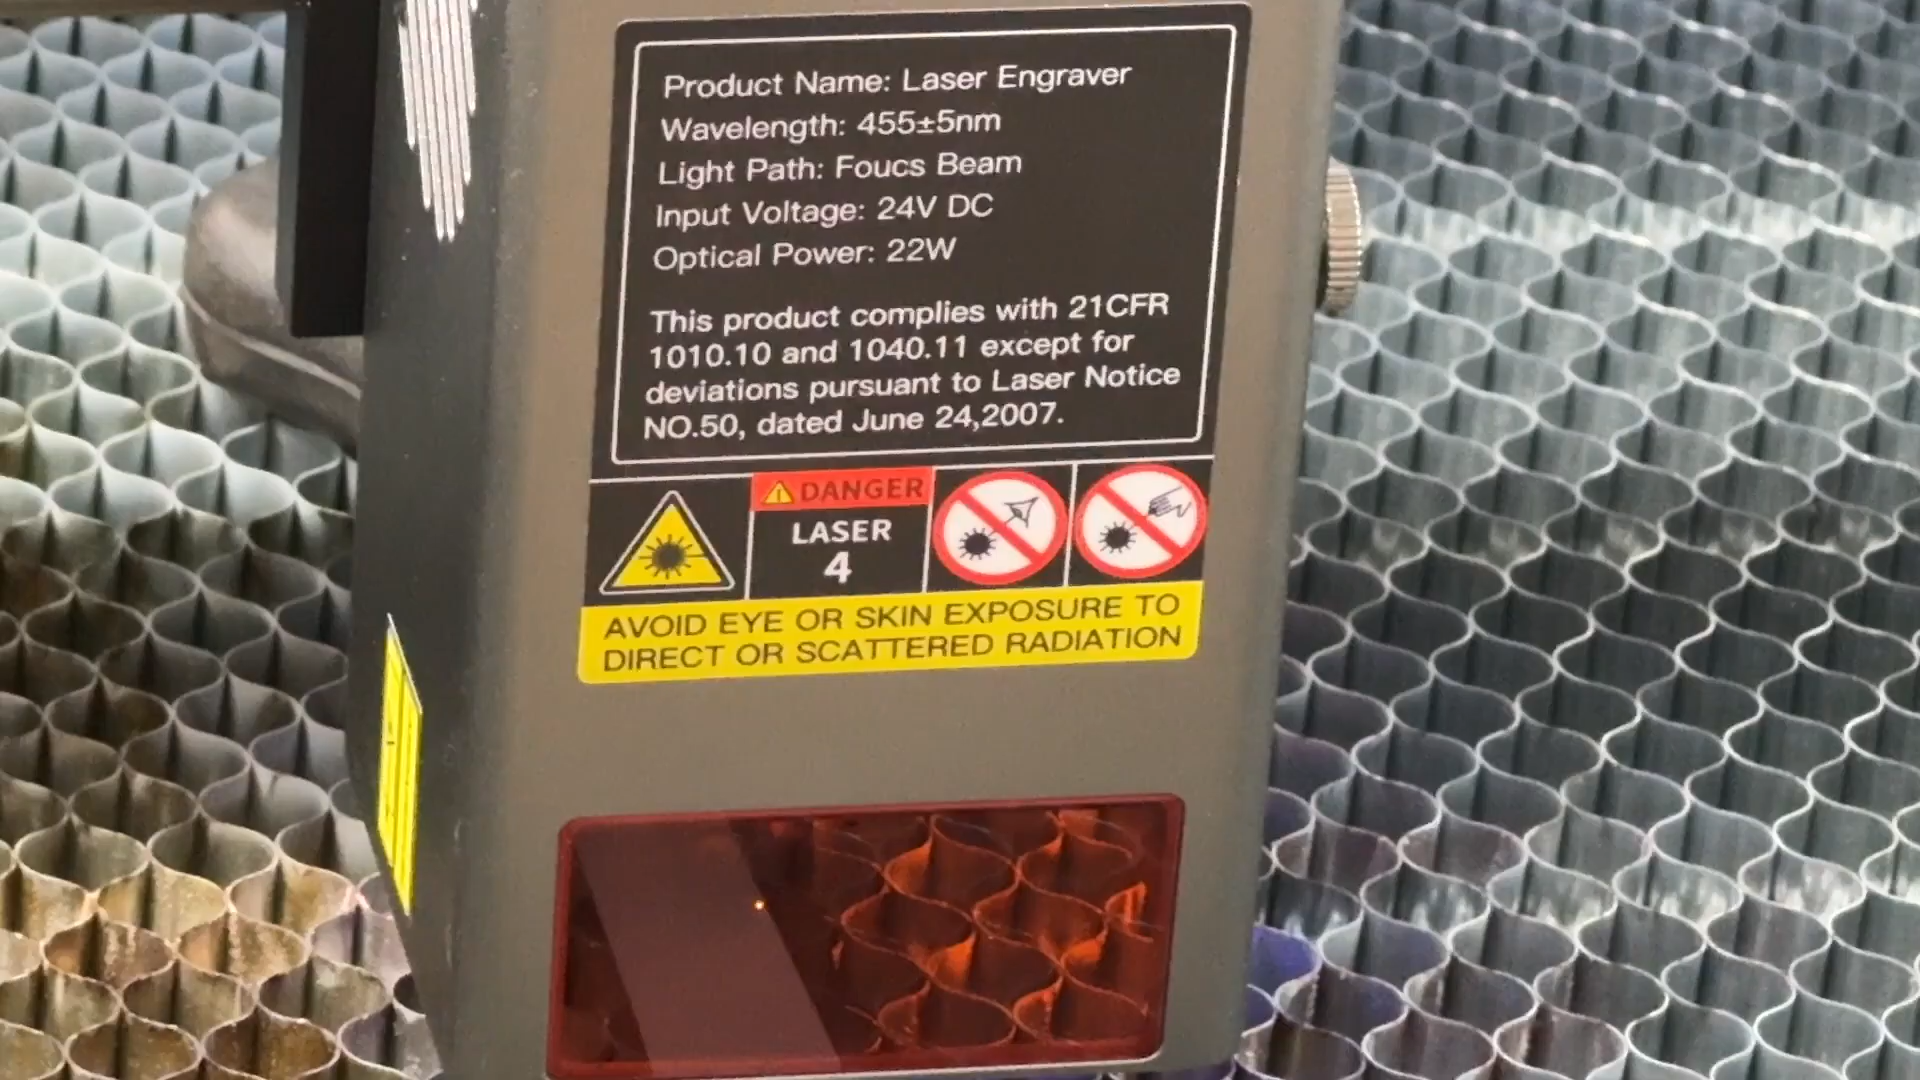 Product Name: Laser Engraver
Wavelength: 455±5nm
Light Path: Foucs Beam
Input Voltage: 24V DC
Optical Power: 22W
This product complies with 21CFR
1010.10 and 1040.11 except for
deviations pursuant to Laser Notice
NO.50, dated June 24,2007.
DANGER
LASER
4
AVOID EYE OR SKIN EXPOSURE TO
DIRECT OR SCATTERED RADIATION